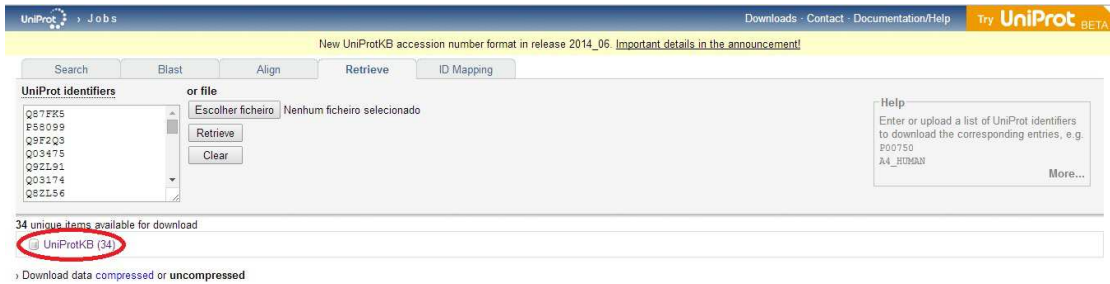 UniProt › Jobs Downloads · Contact · Documentation/Help Try UniProt BETA
New UniProtKB accession number format in release 2014_06. Important details in the announcement!
Search Blast Align Retrieve ID Mapping
UniProt identifiers or file
Q87FK5
P58099
Q9F2Q3
Q03475
Q9ZL91
Q03174
Q8ZL56
Escolher ficheiro Nenhum ficheiro selecionado
Retrieve
Clear
Help
Enter or upload a list of UniProt identifiers
to download the corresponding entries, e.g.
P00750
A4_HUMAN
More...
34 unique items available for download
UniProtKB (34)
› Download data compressed or uncompressed